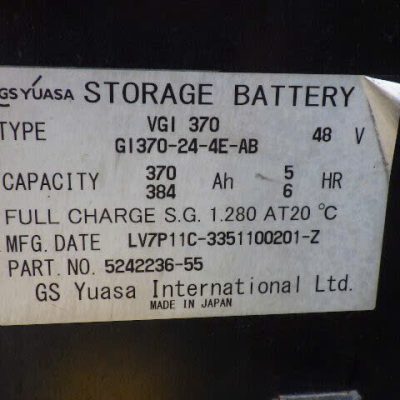 GS YUASA STORAGE BATTERY
TYPE VGI 370 48 V
GI370-24-4E-AB
CAPACITY 370 Ah 5 HR
384 6
FULL CHARGE S.G. 1.280 AT 20 °C
MFG. DATE LV7P11C-3351100201-Z
PART. NO. 5242236-55
GS Yuasa International Ltd.
MADE IN JAPAN